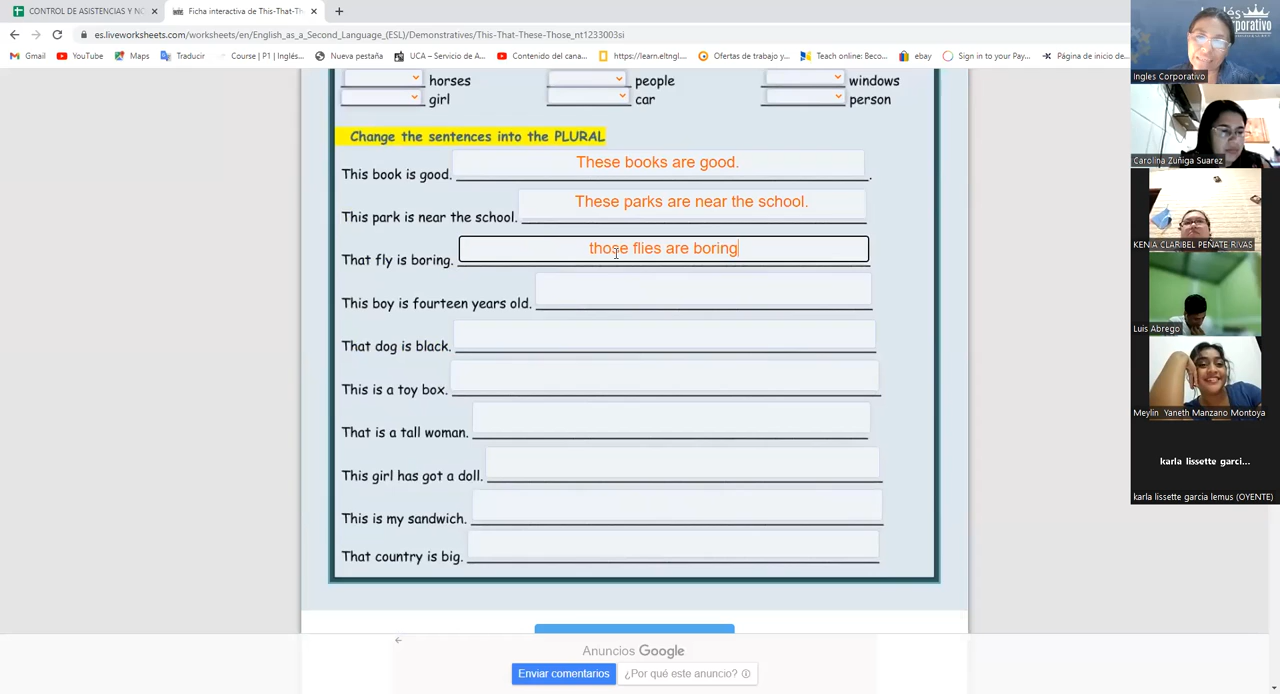 CONTROL DE ASISTENCIAS Y NO
Ficha interactiva de This-That-Th
es.liveworksheets.com/worksheets/en/English_as_a_Second_Language_(ESL)/Demonstratives/This-That-These-Those_nt1233003si
Gmail YouTube Maps Traducir Course | P1 | Inglés... Nueva pestaña UCA – Servicio de A... Contenido del cana... https://learn.eltngl.... Ofertas de trabajo -... Teach online: Beco... ebay Sign in to your Pay... Página de inicio de...
horses people windows
girl car person
Change the sentences into the PLURAL
This book is good. These books are good. .
This park is near the school. These parks are near the school.
That fly is boring. those flies are boring
This boy is fourteen years old.
That dog is black.
This is a toy box.
That is a tall woman.
This girl has got a doll.
This is my sandwich.
That country is big.
Anuncios Google
Enviar comentarios ¿Por qué este anuncio?
Ingles Corporativo
Carolina Zúñiga Suarez
KENIA CLARIBEL PEÑATE RIVAS
Luis Abrego
Meylin Yaneth Manzano Montoya
karla lissette garci...
karla lissette garcia lemus (OYENTE)